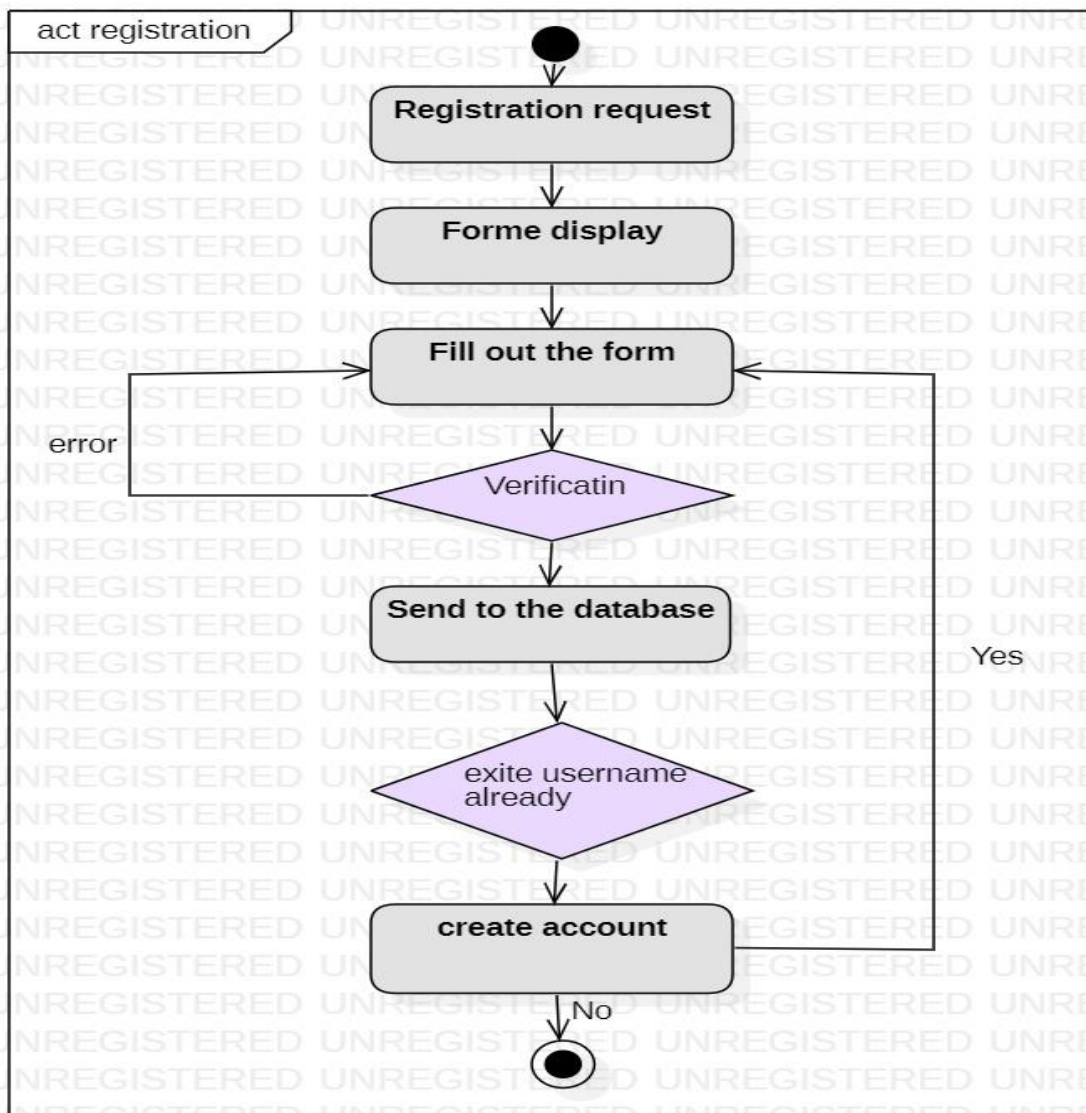 act registration
Registration request
Forme display
Fill out the form
error
Verificatin
Send to the database
Yes
exite username
already
create account
No
UNREGISTERED